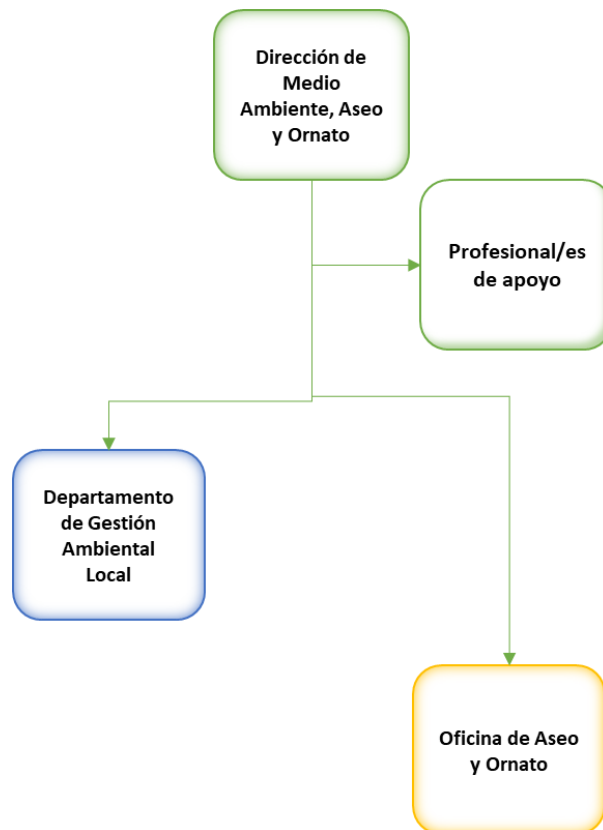 Dirección de
Medio
Ambiente, Aseo
y Ornato
Profesional/es
de apoyo
Departamento
de Gestión
Ambiental
Local
Oficina de Aseo
y Ornato